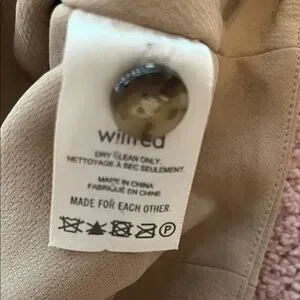 wilfred
DRY CLEAN ONLY.
NETTOYAGE À SEC SEULEMENT.
MADE IN CHINA
FABRIQUÉ EN CHINE
MADE FOR EACH OTHER.
P